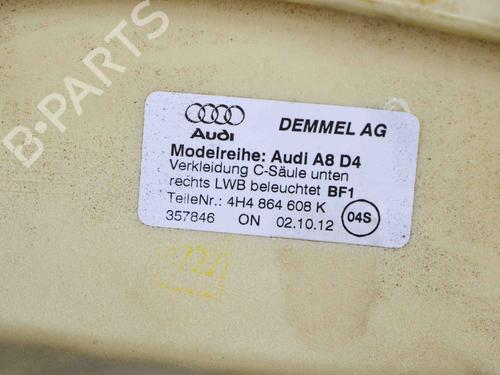 B-PARTS
Audi
DEMMEL AG
Modelreihe: Audi A8 D4
Verkleidung C-Säule unten
rechts LWB beleuchtet BF1
TeileNr.: 4H4 864 608 K
357846 ON 02.10.12 04S